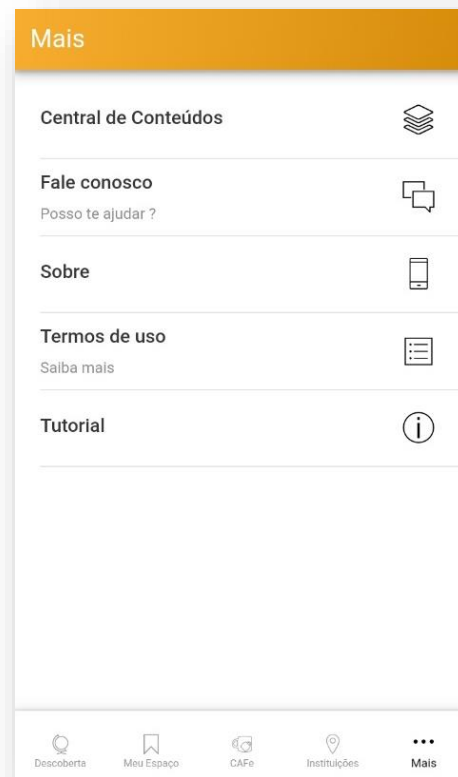 Mais
Central de Conteúdos
Fale conosco
Posso te ajudar ?
Sobre
Termos de uso
Saiba mais
Tutorial
Descoberta
Meu Espaço
CAFe
Instituições
Mais